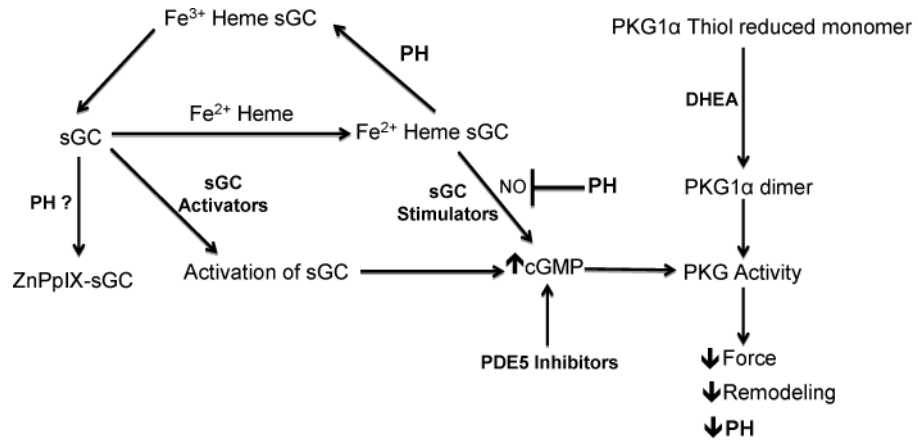 Fe³⁺ Heme sGC
PKG1α Thiol reduced monomer
PH
DHEA
Fe²⁺ Heme
sGC
Fe²⁺ Heme sGC
PH ?
sGC
Activators
sGC
Stimulators
NO
PH
PKG1α dimer
ZnPpIX-sGC
Activation of sGC
cGMP
PKG Activity
PDE5 Inhibitors
Force
Remodeling
PH